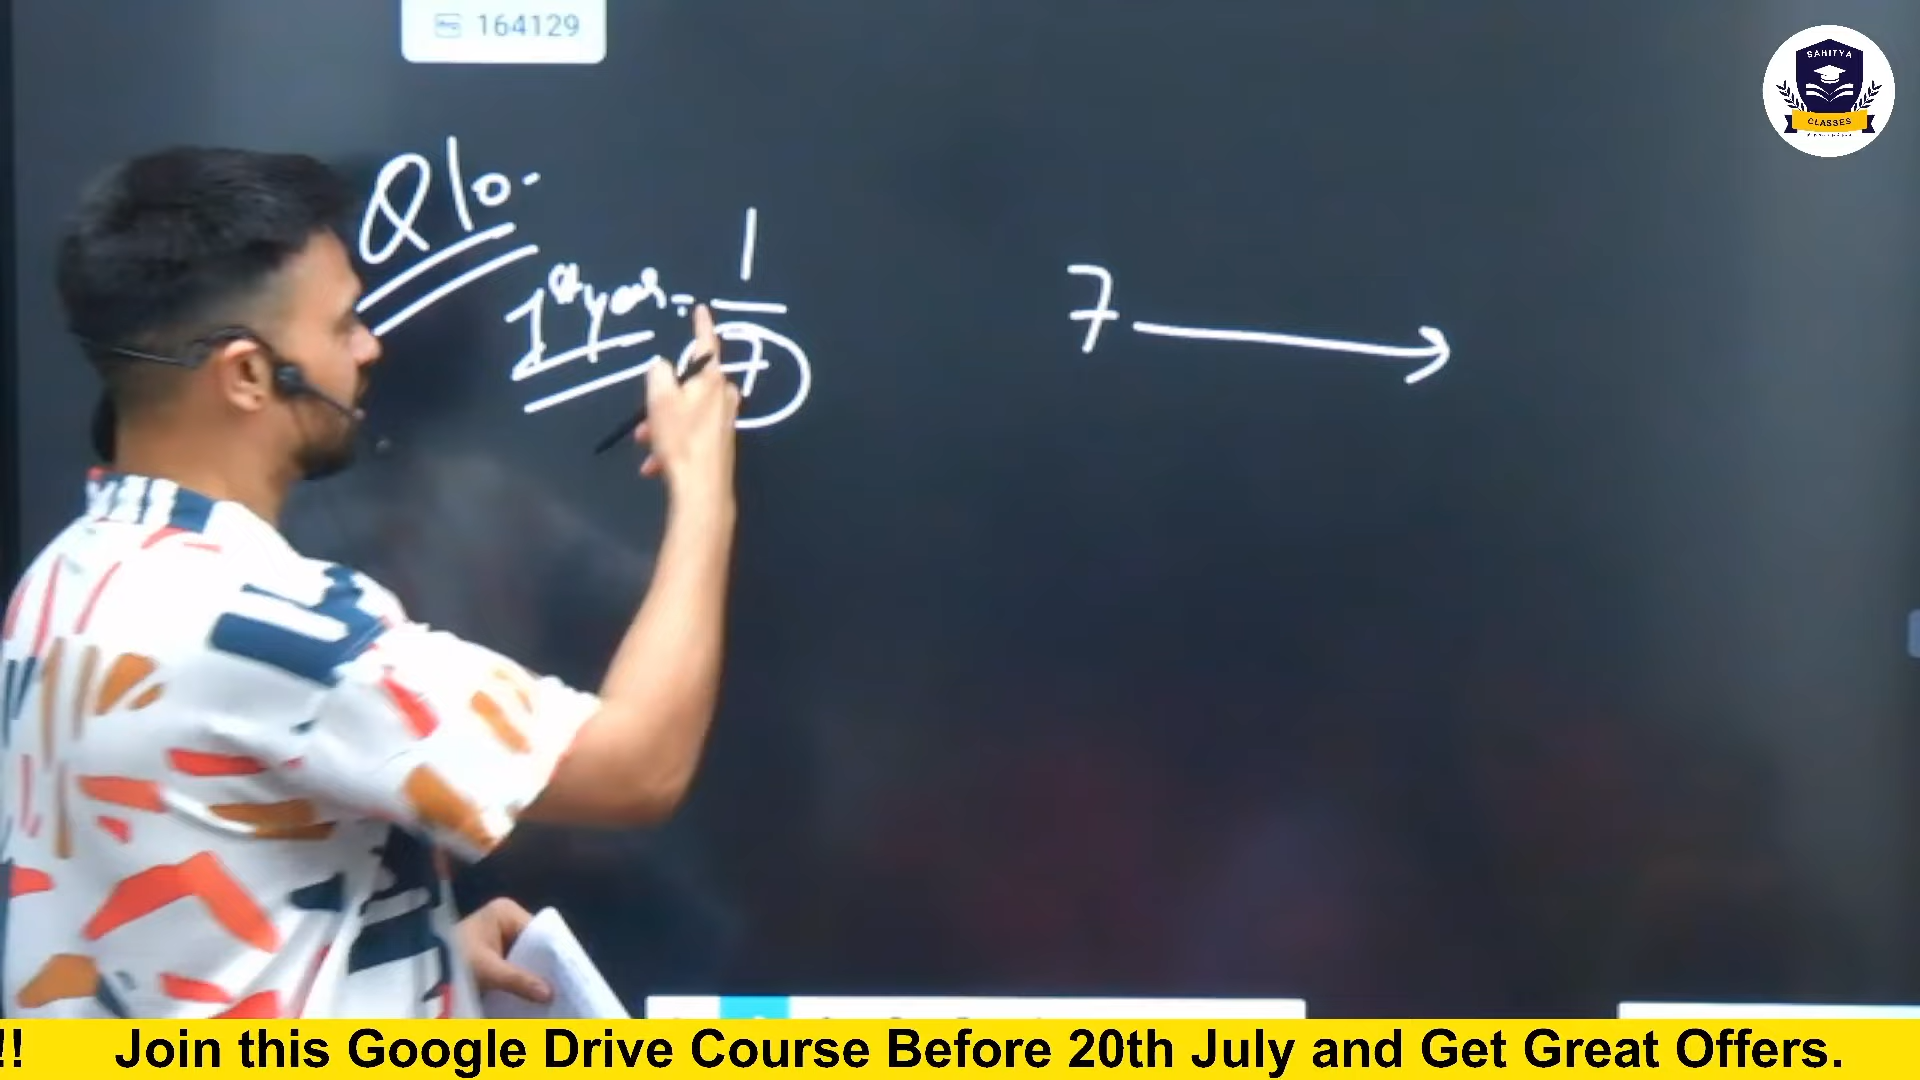 164129
SAHITYA
CLASSES
Q10.
1st year = 1
7
7
!! Join this Google Drive Course Before 20th July and Get Great Offers.